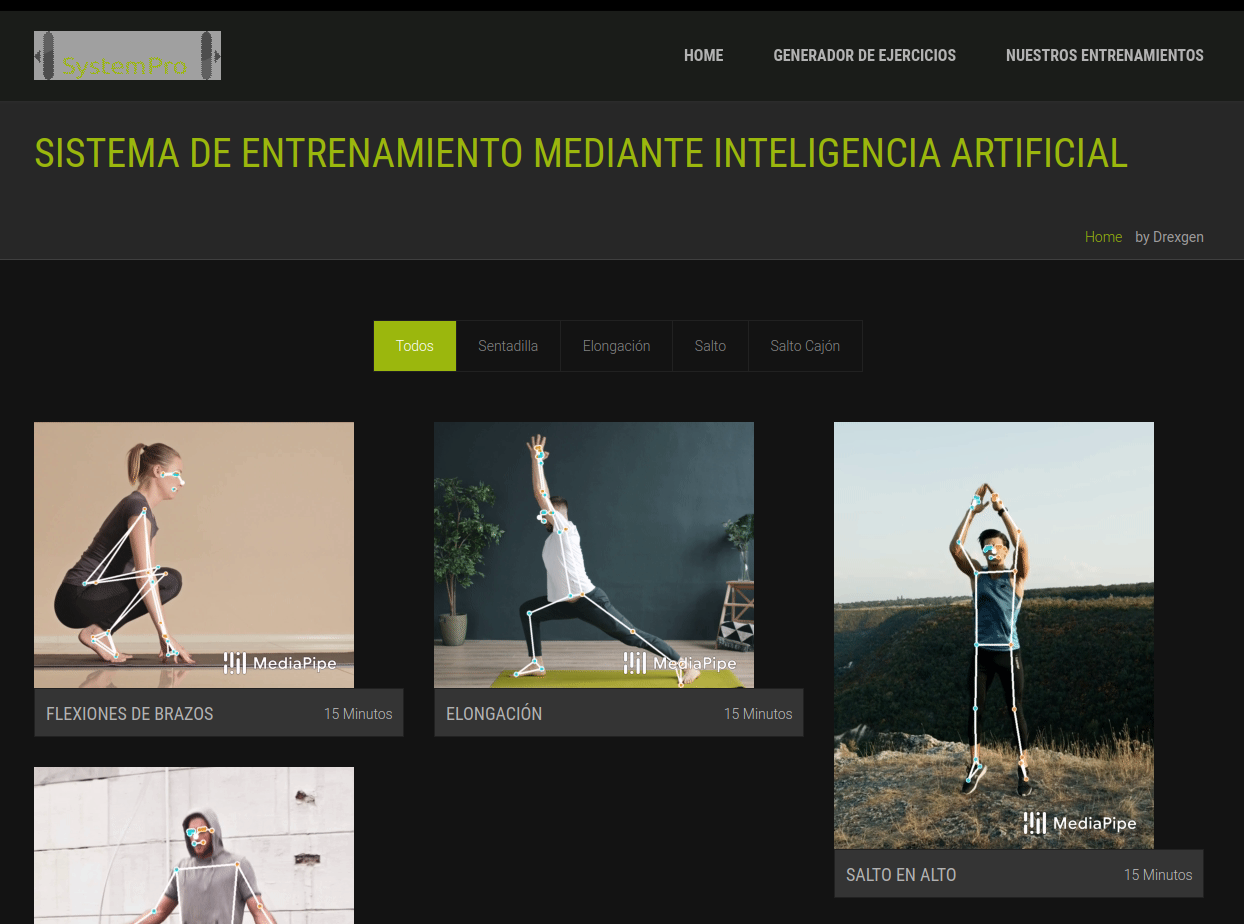 HOME
GENERADOR DE EJERCICIOS
NUESTROS ENTRENAMIENTOS
SISTEMA DE ENTRENAMIENTO MEDIANTE INTELIGENCIA ARTIFICIAL
Home by Drexgen
Todos
Sentadilla
Elongación
Salto
Salto Cajón
MediaPipe
FLEXIONES DE BRAZOS
15 Minutos
MediaPipe
ELONGACIÓN
15 Minutos
MediaPipe
SALTO EN ALTO
15 Minutos